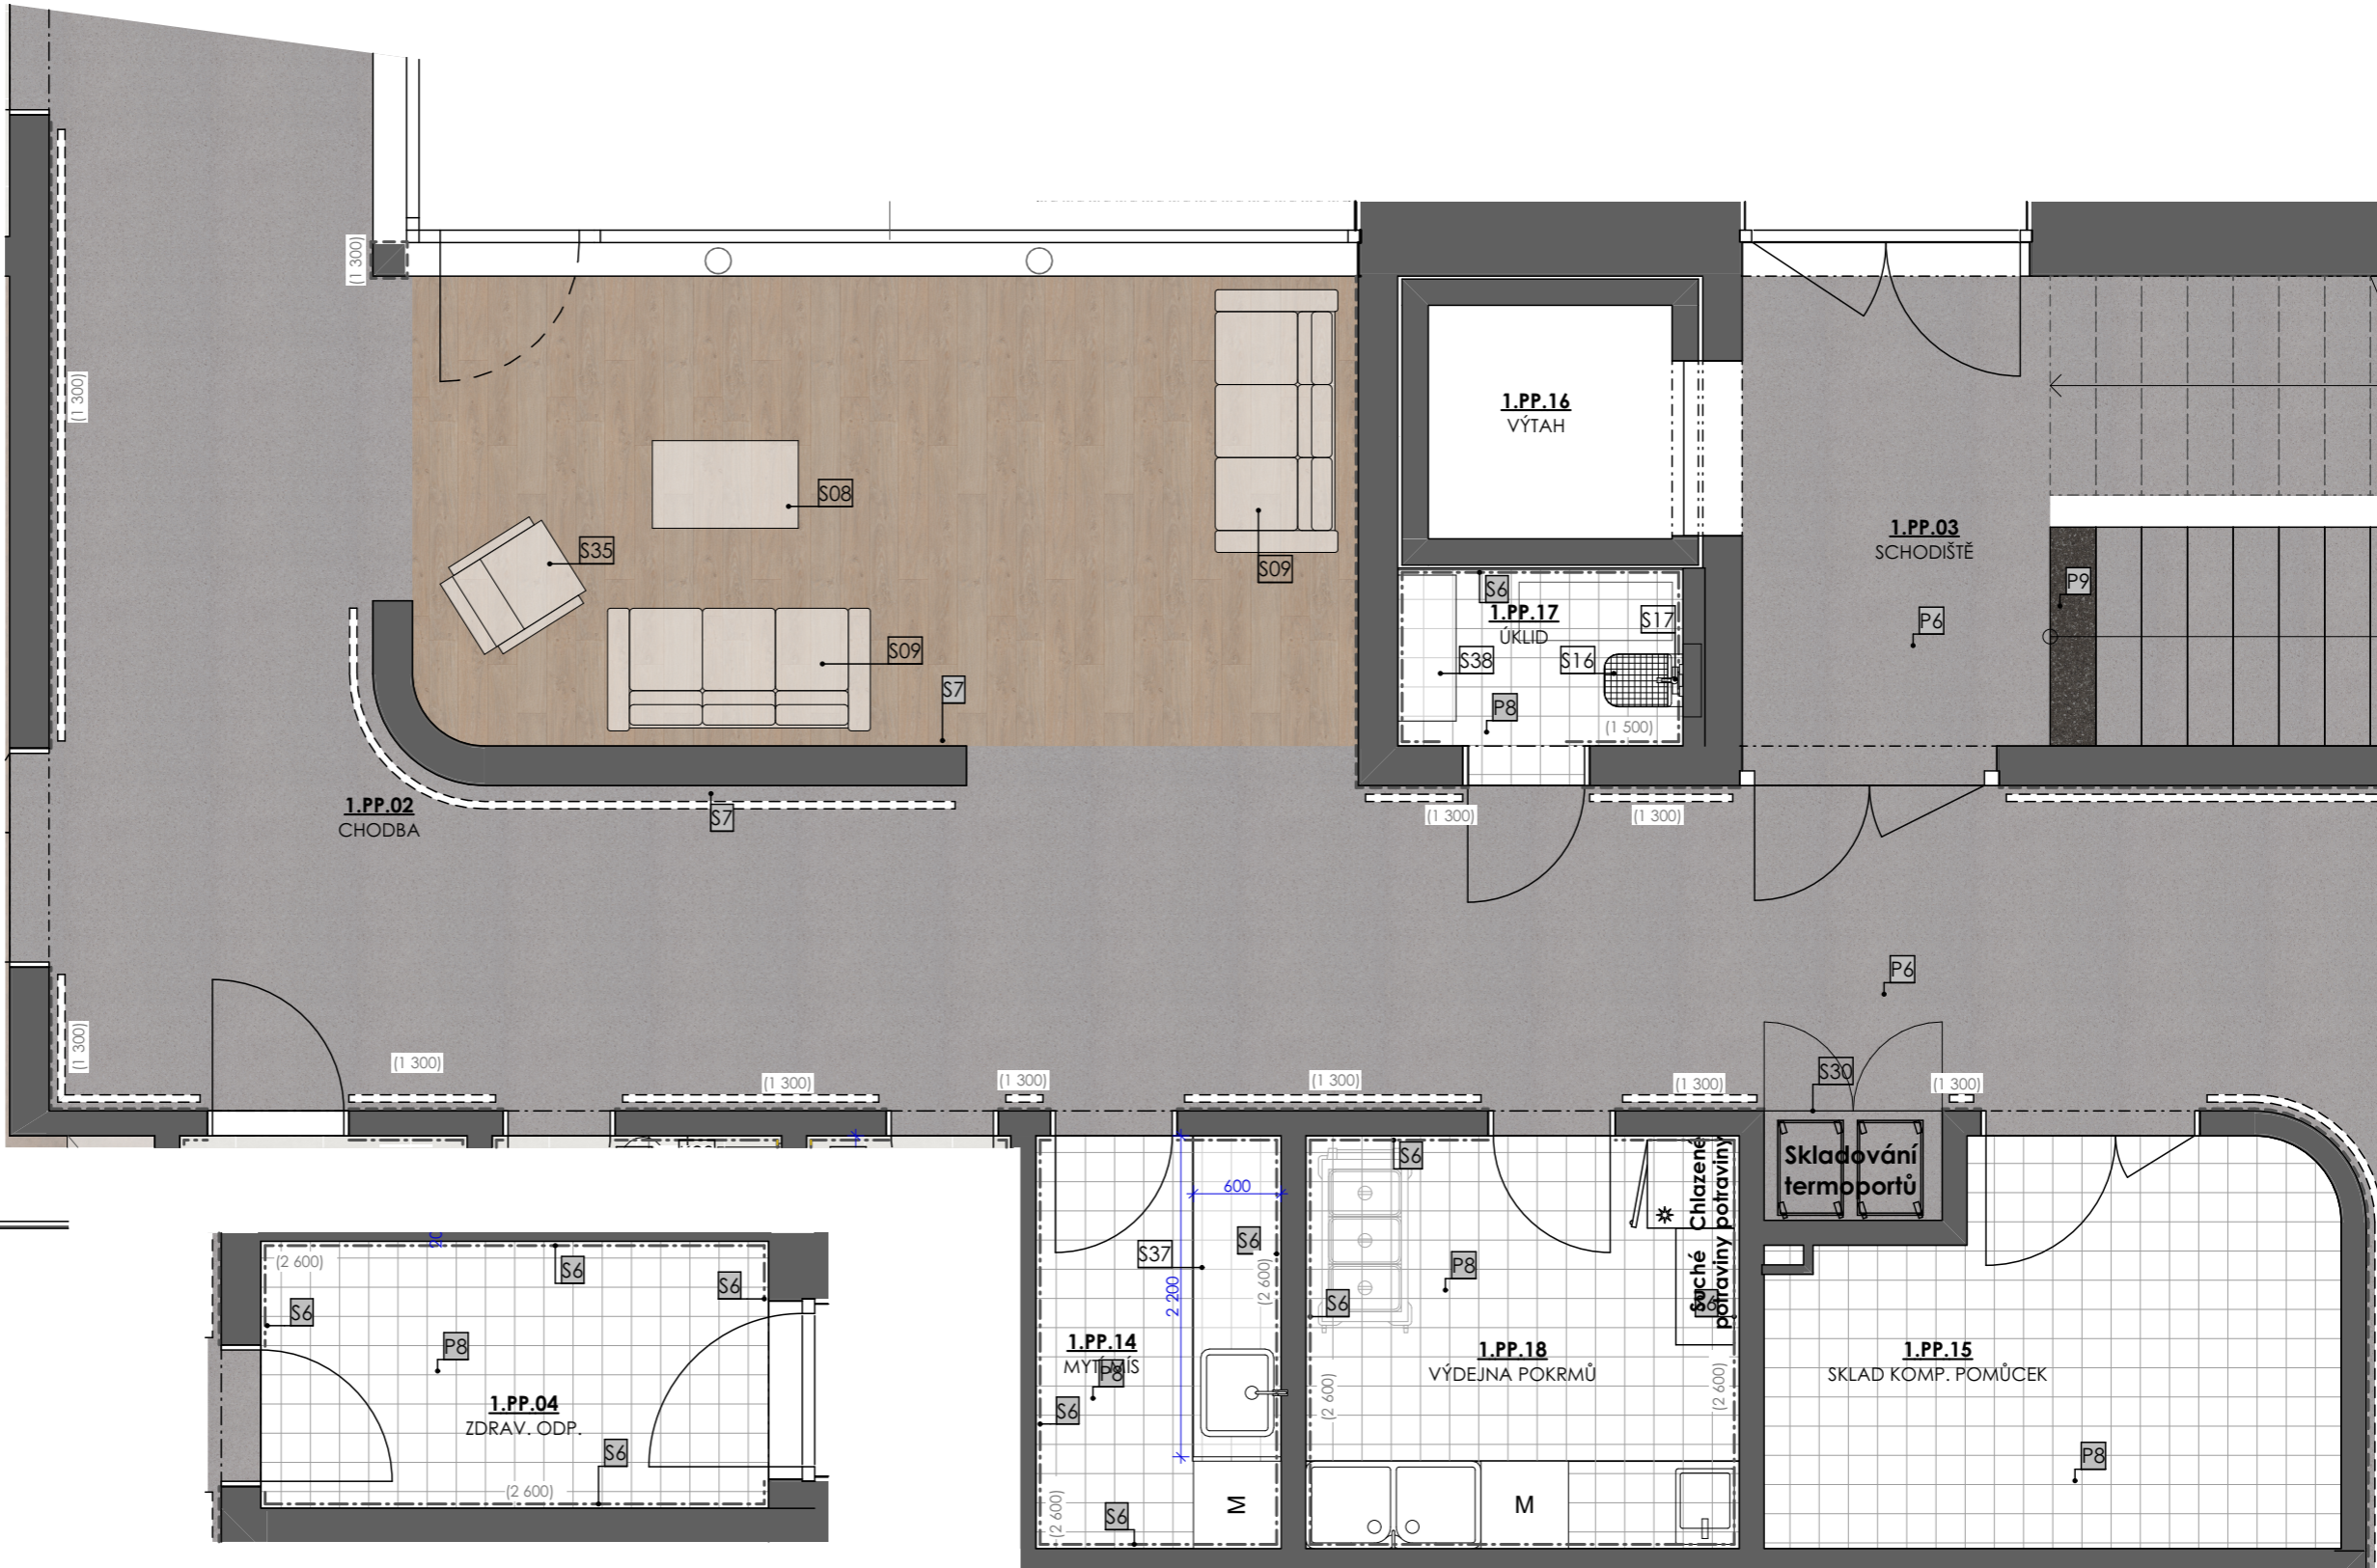 (1 300)
(1 300)
1.PP.16
VÝTAH
S08
S35
S09
S09
S7
1.PP.03
SCHODIŠTĚ
P9
P6
S6
1.PP.17
ÚKLID
S17
S38
S16
P8
(1 500)
1.PP.02
CHODBA
S7
(1 300)
(1 300)
P6
(1 300)
(1 300)
(1 300)
(1 300)
(1 300)
S30
(1 300)
(1 300)
Skladování
termoportů
Suché Chlazené
potraviny potraviny
S6
600
S6
S37
(2 600)
2 200
1.PP.14
MYTÍ MÍS
P8
S6
(2 600)
S6
M
P8
S6
S6
1.PP.18
VÝDEJNA POKRMŮ
(2 600)
(2 600)
M
1.PP.15
SKLAD KOMP. POMŮCEK
P8
(2 600)
S6
S6
S6
P8
1.PP.04
ZDRAV. ODP.
S6
(2 600)